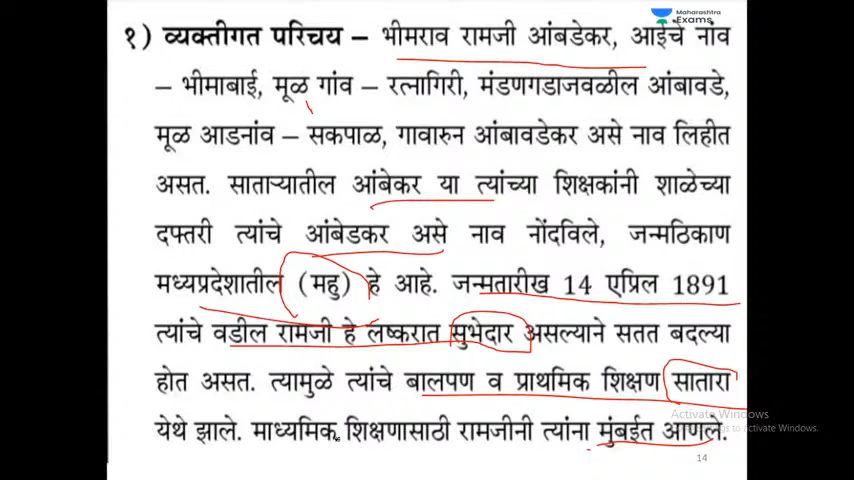 Maharashtra
Exams
१) व्यक्तीगत परिचय – भीमराव रामजी आंबडेकर, आईचे नांव
– भीमाबाई, मूळ गांव – रत्नागिरी, मंडणगडाजवळील आंबावडे,
मूळ आडनांव – सकपाळ, गावारुन आंबावडेकर असे नाव लिहीत
असत. साताऱ्यातील आंबेकर या त्यांच्या शिक्षकांनी शाळेच्या
दफ्तरी त्यांचे आंबेडकर असे नाव नोंदविले, जन्मठिकाण
मध्यप्रदेशातील (महु) हे आहे. जन्मतारीख 14 एप्रिल 1891
त्यांचे वडील रामजी हे लष्करात सुभेदार असल्याने सतत बदल्या
होत असत. त्यामुळे त्यांचे बालपण व प्राथमिक शिक्षण सातारा
Activate Windows
येथे झाले. माध्यमिक शिक्षणासाठी रामजीनी त्यांना मुंबईत आणले.
to activate Windows.
14